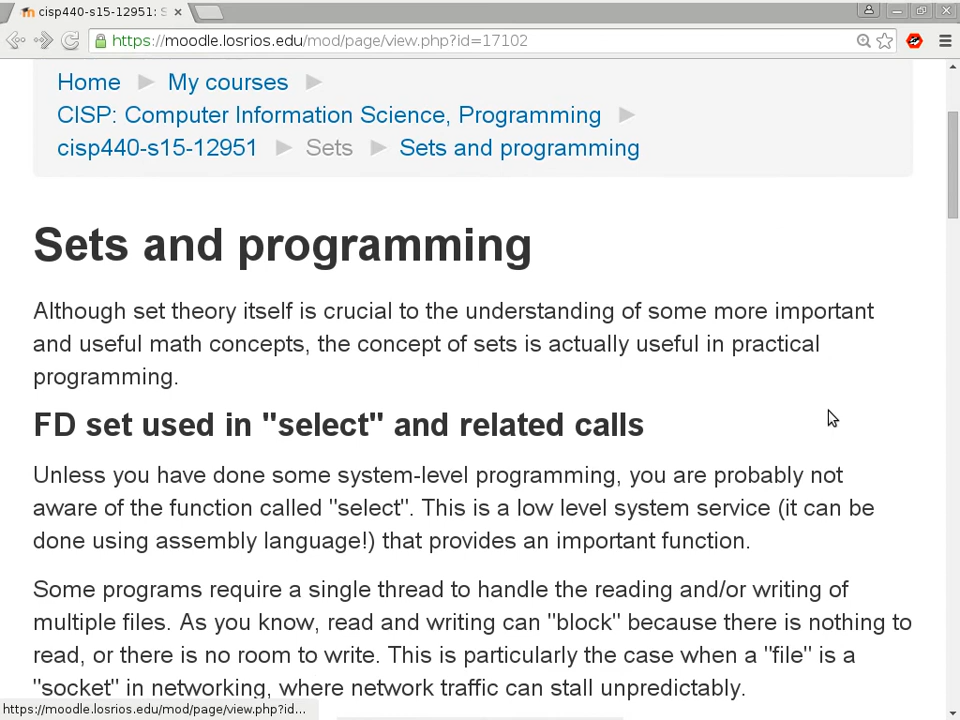 cisp440-s15-12951: S
https://moodle.losrios.edu/mod/page/view.php?id=17102
Home ► My courses ►
CISP: Computer Information Science, Programming ►
cisp440-s15-12951 ► Sets ► Sets and programming
Sets and programming
Although set theory itself is crucial to the understanding of some more important
and useful math concepts, the concept of sets is actually useful in practical
programming.
FD set used in "select" and related calls
Unless you have done some system-level programming, you are probably not
aware of the function called "select". This is a low level system service (it can be
done using assembly language!) that provides an important function.
Some programs require a single thread to handle the reading and/or writing of
multiple files. As you know, read and writing can "block" because there is nothing to
read, or there is no room to write. This is particularly the case when a "file" is a
"socket" in networking, where network traffic can stall unpredictably.
https://moodle.losrios.edu/mod/page/view.php?id...